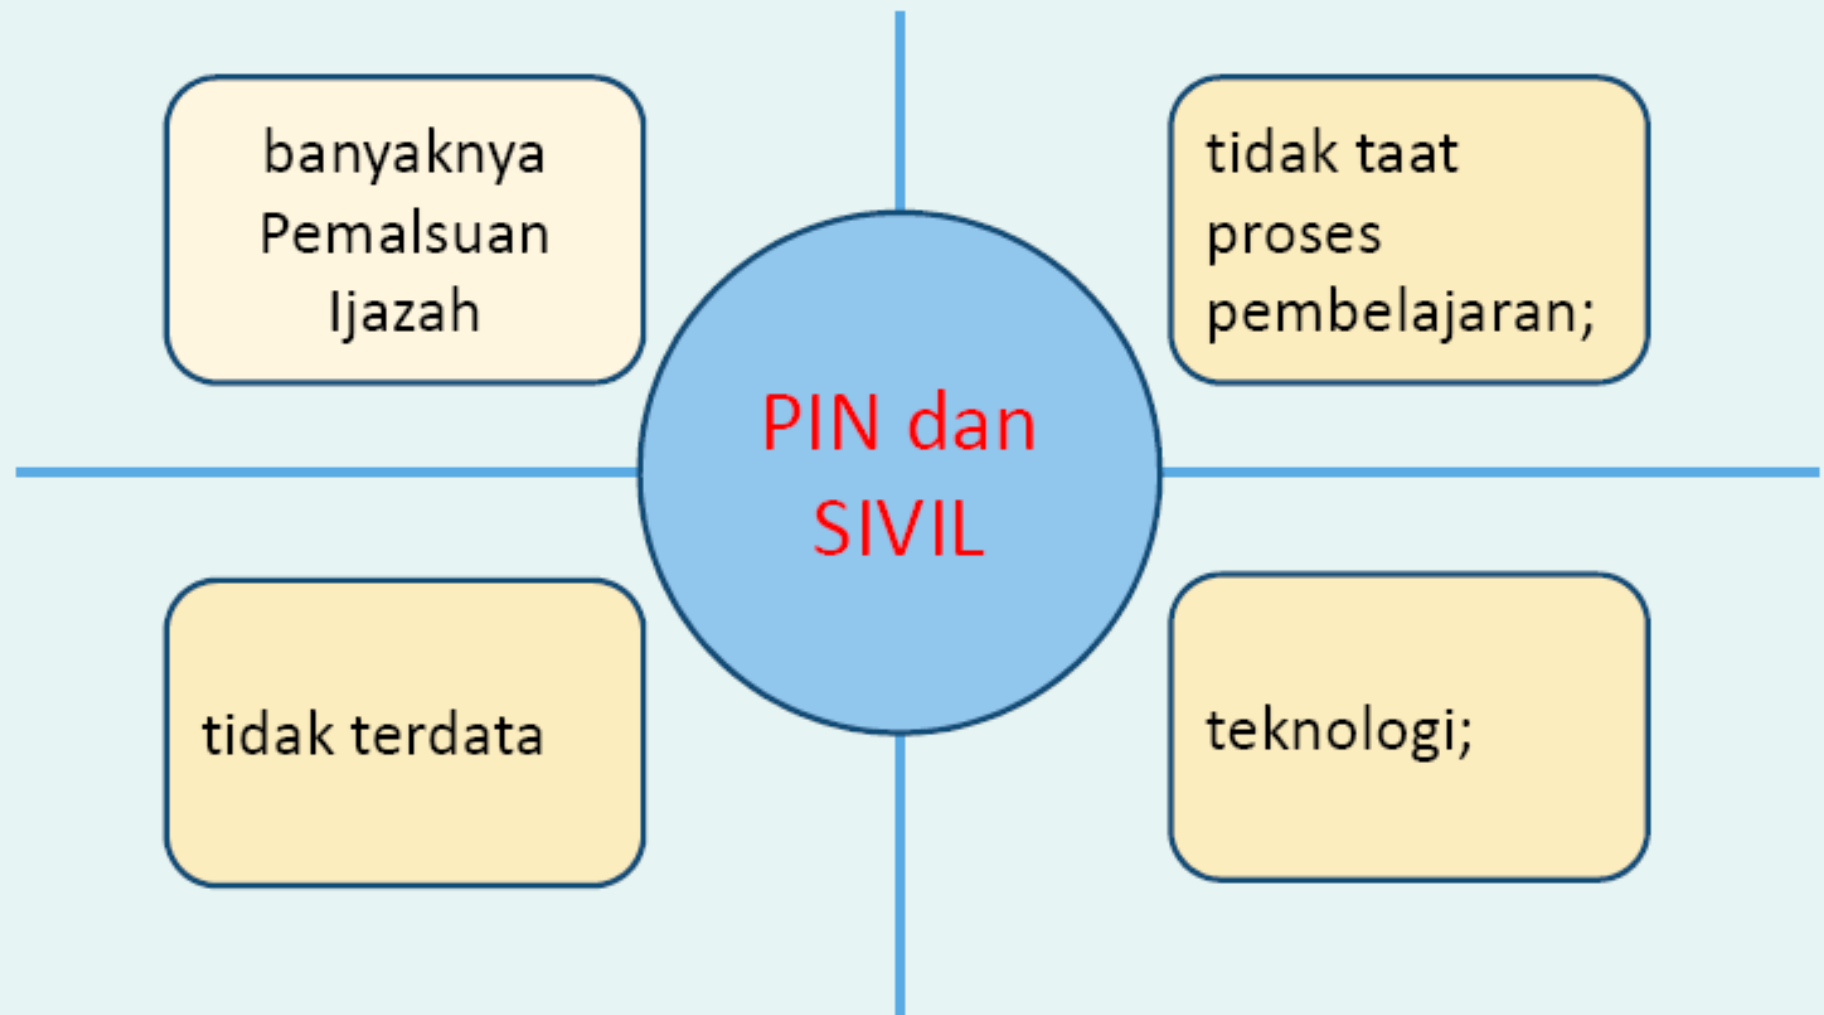 banyaknya
Pemalsuan
Ijazah
tidak taat
proses
pembelajaran;
PIN dan
SIVIL
tidak terdata
teknologi;